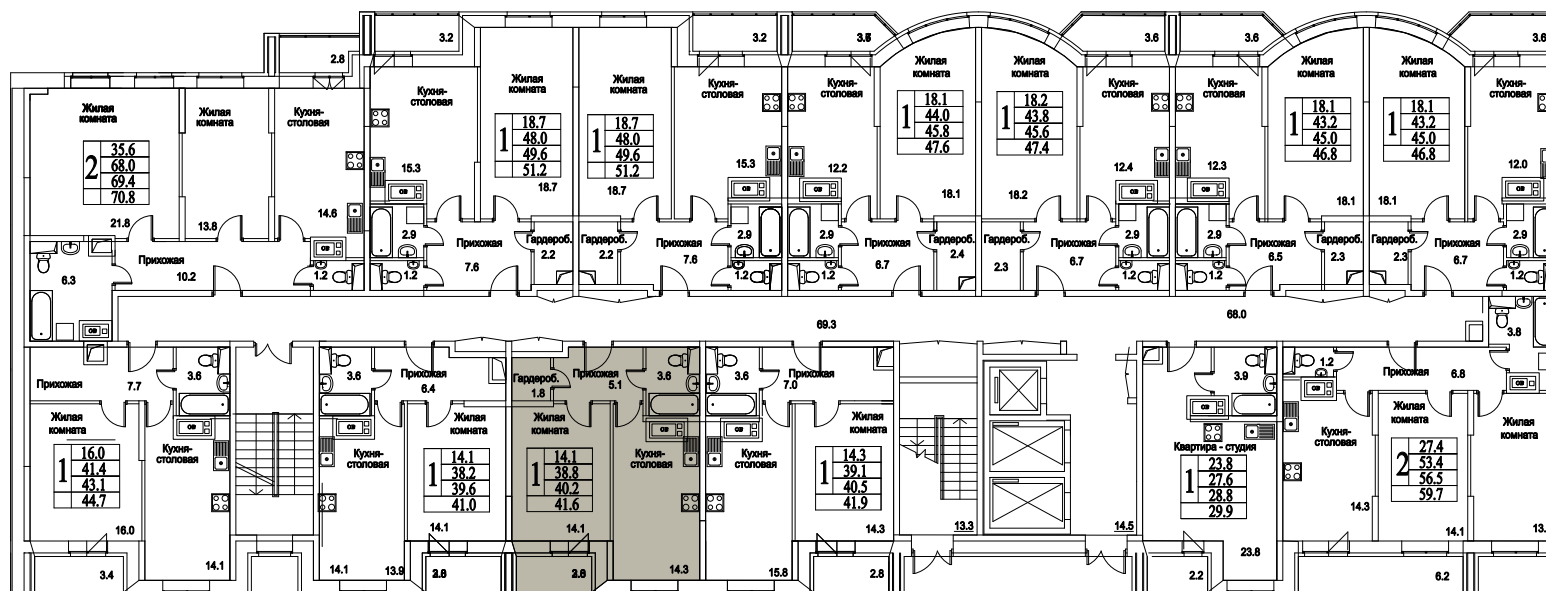 3.2
3.2
3.6
3.6
3.6
2.8
Жилая
комната
Жилая
комната
Кухня-
столовая
Кухня-
столовая
Жилая
комната
Жилая
комната
Кухня-
столовая
Кухня-
столовая
Жилая
комната
Жилая
комната
Кухня-
столовая
Кухня-
столовая
Жилая
комната
Жилая
комната
Кухня-
столовая
2
35.6
68.0
69.4
70.8
1
18.7
48.0
49.6
51.2
1
18.7
48.0
49.6
51.2
1
18.1
44.0
45.8
47.6
1
18.2
43.8
45.6
47.4
1
18.1
43.2
45.0
46.8
1
18.1
43.2
45.0
46.8
21.8
13.8
14.6
15.3
18.7
18.7
15.3
12.2
18.1
18.2
12.4
12.3
18.1
18.1
12.0
ОВ
ОВ
ОВ
ОВ
ОВ
ОВ
ОВ
6.3
Прихожая
10.2
1.2
2.9
1.2
Прихожая
7.6
Гардероб.
2.2
Гардероб.
2.2
Прихожая
7.6
2.9
1.2
2.9
1.2
Прихожая
6.7
Гардероб.
2.4
Гардероб.
2.3
Прихожая
6.7
2.9
1.2
2.9
1.2
Прихожая
6.5
Гардероб.
2.3
Гардероб.
2.3
Прихожая
6.7
2.9
1.2
ОВ
69.3
68.0
3.8
Прихожая
7.7
3.6
3.6
Прихожая
6.4
Гардероб.
1.8
Прихожая
5.1
3.6
3.6
Прихожая
7.0
3.9
1.2
Прихожая
6.8
ОВ
ОВ
ОВ
ОВ
ОВ
ОВ
ОВ
Жилая
комната
Кухня-
столовая
Кухня-
столовая
Жилая
комната
Жилая
комната
Кухня-
столовая
Кухня-
столовая
Жилая
комната
Квартира - студия
Кухня-
столовая
Жилая
комната
Жилая
комната
1
16.0
41.4
43.1
44.7
1
14.1
38.2
39.6
41.0
1
14.1
38.8
40.2
41.6
1
14.3
39.1
40.5
41.9
1
23.8
27.6
28.8
29.9
2
27.4
53.4
56.5
59.7
16.0
14.1
14.1
13.9
14.1
14.1
14.3
15.8
14.3
13.3
14.5
23.8
14.3
14.1
3.4
2.8
2.2
6.2